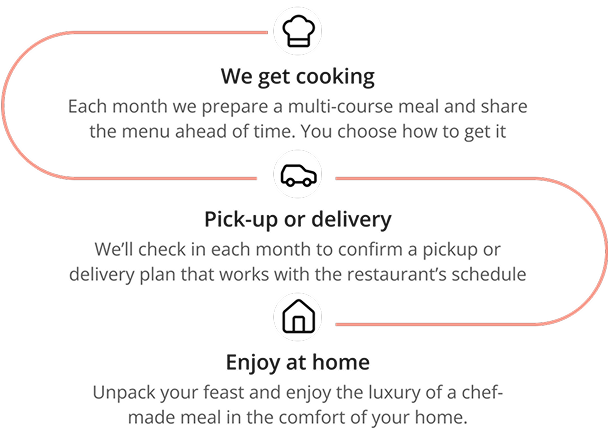 We get cooking
Each month we prepare a multi-course meal and share
the menu ahead of time. You choose how to get it
Pick-up or delivery
We’ll check in each month to confirm a pickup or
delivery plan that works with the restaurant’s schedule
Enjoy at home
Unpack your feast and enjoy the luxury of a chef-
made meal in the comfort of your home.